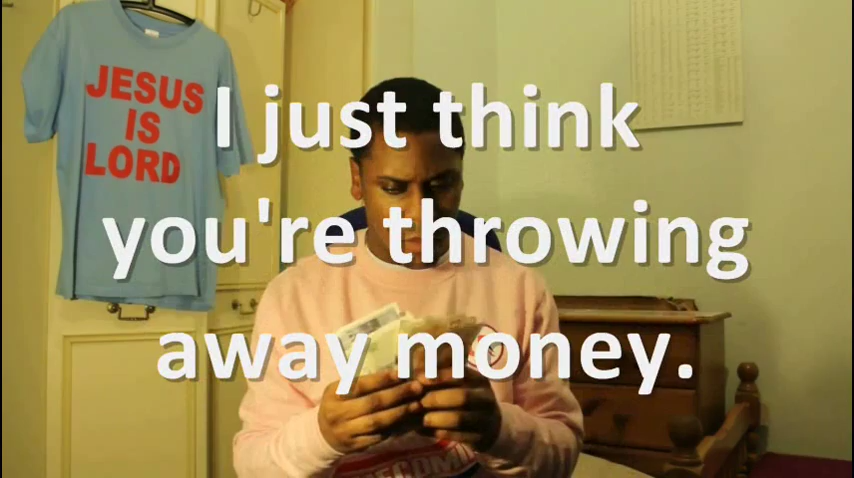 JESUS
IS
LORD
I just think
you're throwing
away money.